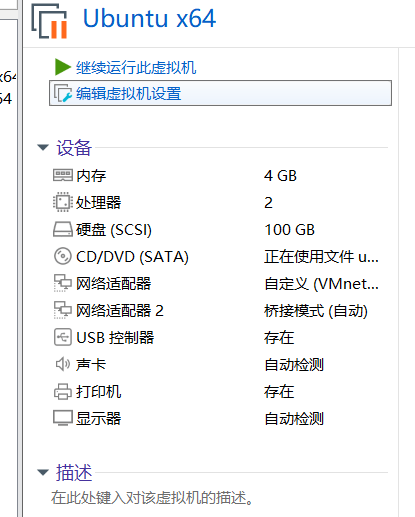 Ubuntu x64
继续运行此虚拟机
x64
编辑虚拟机设置
64
设备
内存 4 GB
处理器 2
硬盘 (SCSI) 100 GB
CD/DVD (SATA) 正在使用文件 u...
网络适配器 自定义 (VMnet...
网络适配器 2 桥接模式 (自动)
USB 控制器 存在
声卡 自动检测
打印机 存在
显示器 自动检测
描述
在此处键入对该虚拟机的描述。